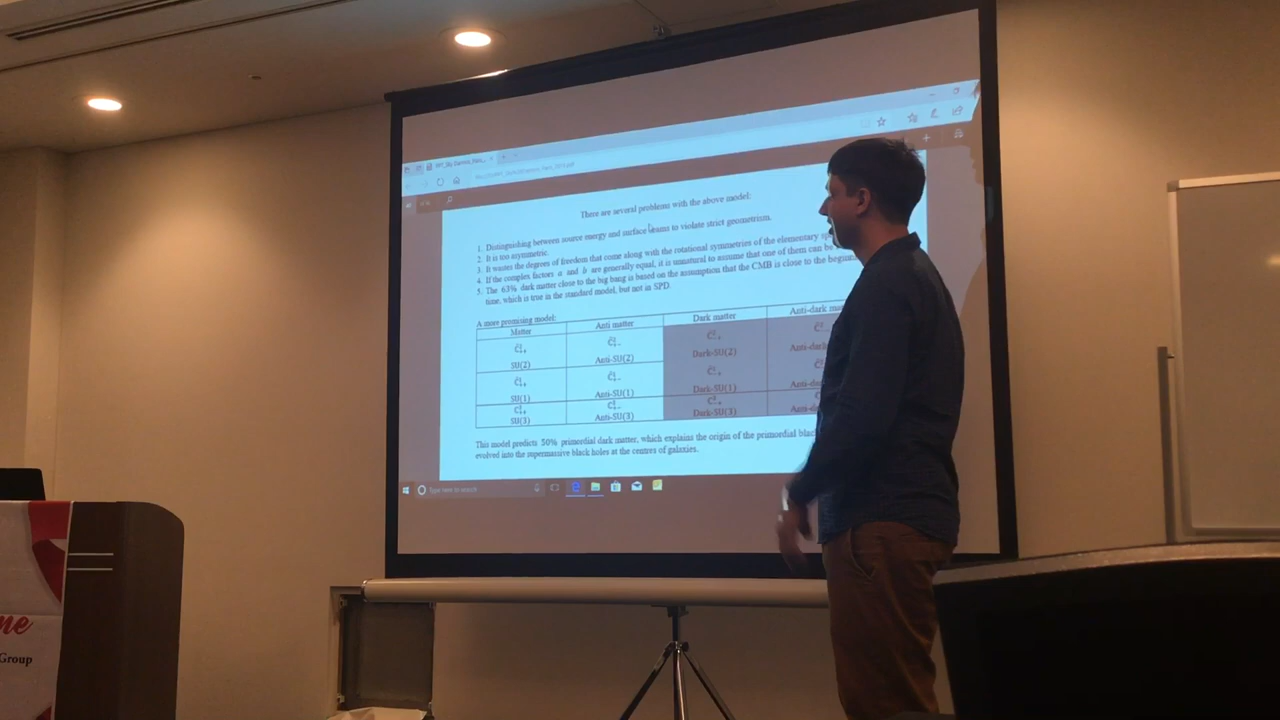 There are several problems with the above model:
1. Distinguishing between source energy and surface teams to violate strict geometrism.
2. It is too asymmetric.
3. It wastes the degrees of freedom that come along with the rotational symmetries of the elementary
4. If the complex factors a and b are generally equal, it is unnatural to assume that one of them can be
5. The 63% dark matter close to the big bang is based on the assumption that the CMB is close to the
time, which is true in the standard model, but not in SPD.
A more promising model:
Matter Anti matter Dark matter Anti-dark
SU(2) Anti-SU(2) Dark-SU(2)
SU(1) Anti-SU(1) Dark-SU(1)
SU(3) Anti-SU(3) Dark-SU(3)
This model predicts 50% primordial dark matter, which explains the origin of the primordial
evolved into the supermassive black holes at the centres of galaxies.
Type here to search
Group